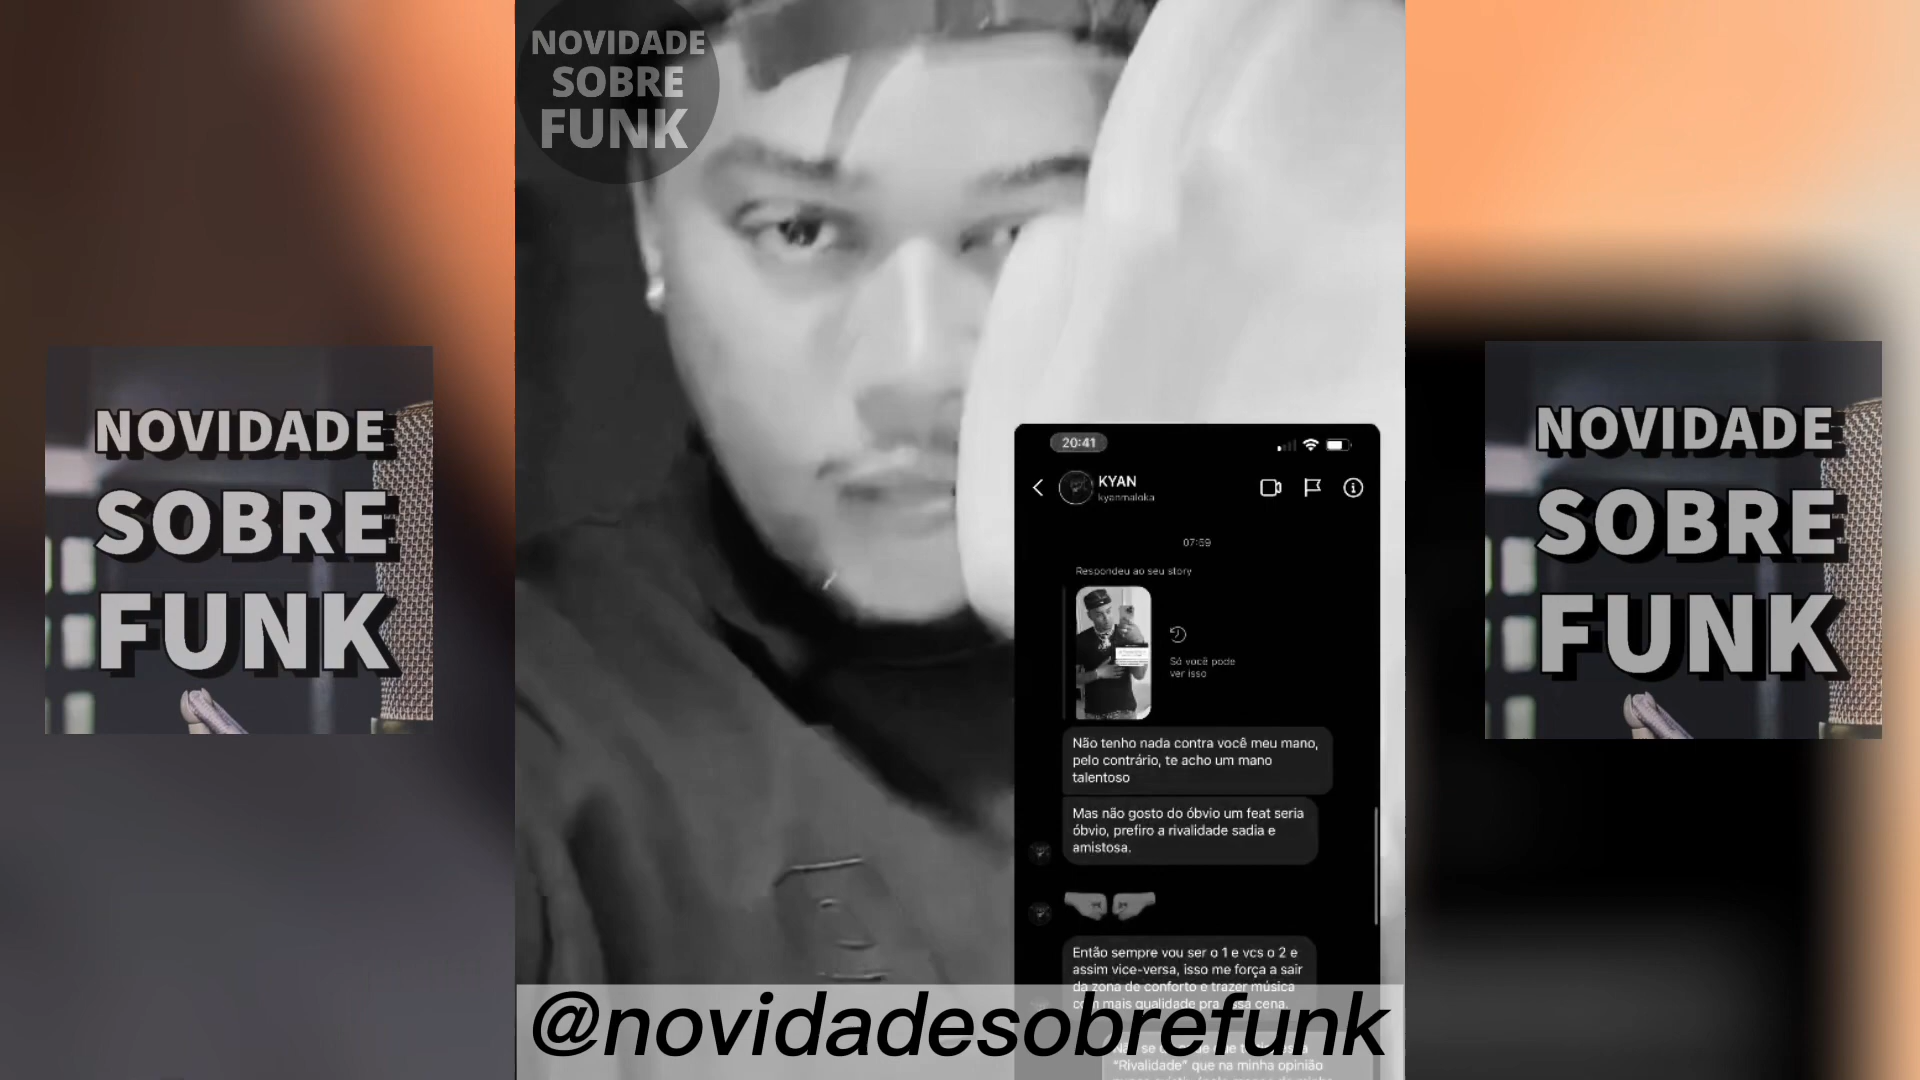 NOVIDADE
SOBRE
FUNK
NOVIDADE
SOBRE
FUNK
20:41
KYAN
kyanmaloka
07:59
Respondeu ao seu story
Só você pode
ver isso
Não tenho nada contra você meu mano,
pelo contrário, te acho um mano
talentoso
Mas não gosto do óbvio um feat seria
óbvio, prefiro a rivalidade sadia e
amistosa.
Então sempre vou ser o 1 e vcs o 2 e
assim vice-versa, isso me força a sair
da zona de conforto e trazer música
com mais qualidade pra essa cena.
"Rivalidade" que na minha opinião
@novidadesobrefunk
NOVIDADE
SOBRE
FUNK